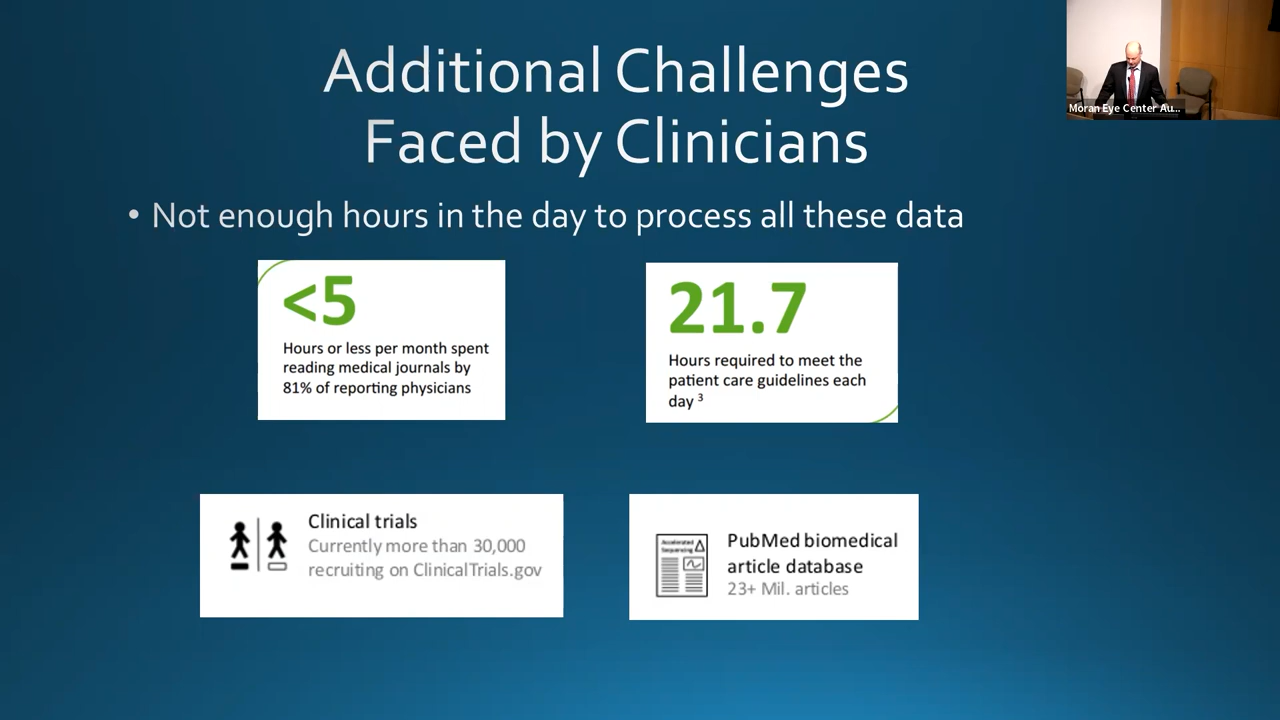 Additional Challenges
Faced by Clinicians
Moran Eye Center Au...
• Not enough hours in the day to process all these data
<5
Hours or less per month spent
reading medical journals by
81% of reporting physicians
21.7
Hours required to meet the
patient care guidelines each
day 3
Clinical trials
Currently more than 30,000
recruiting on ClinicalTrials.gov
Accelerated
Sequencing
PubMed biomedical
article database
23+ Mil. articles